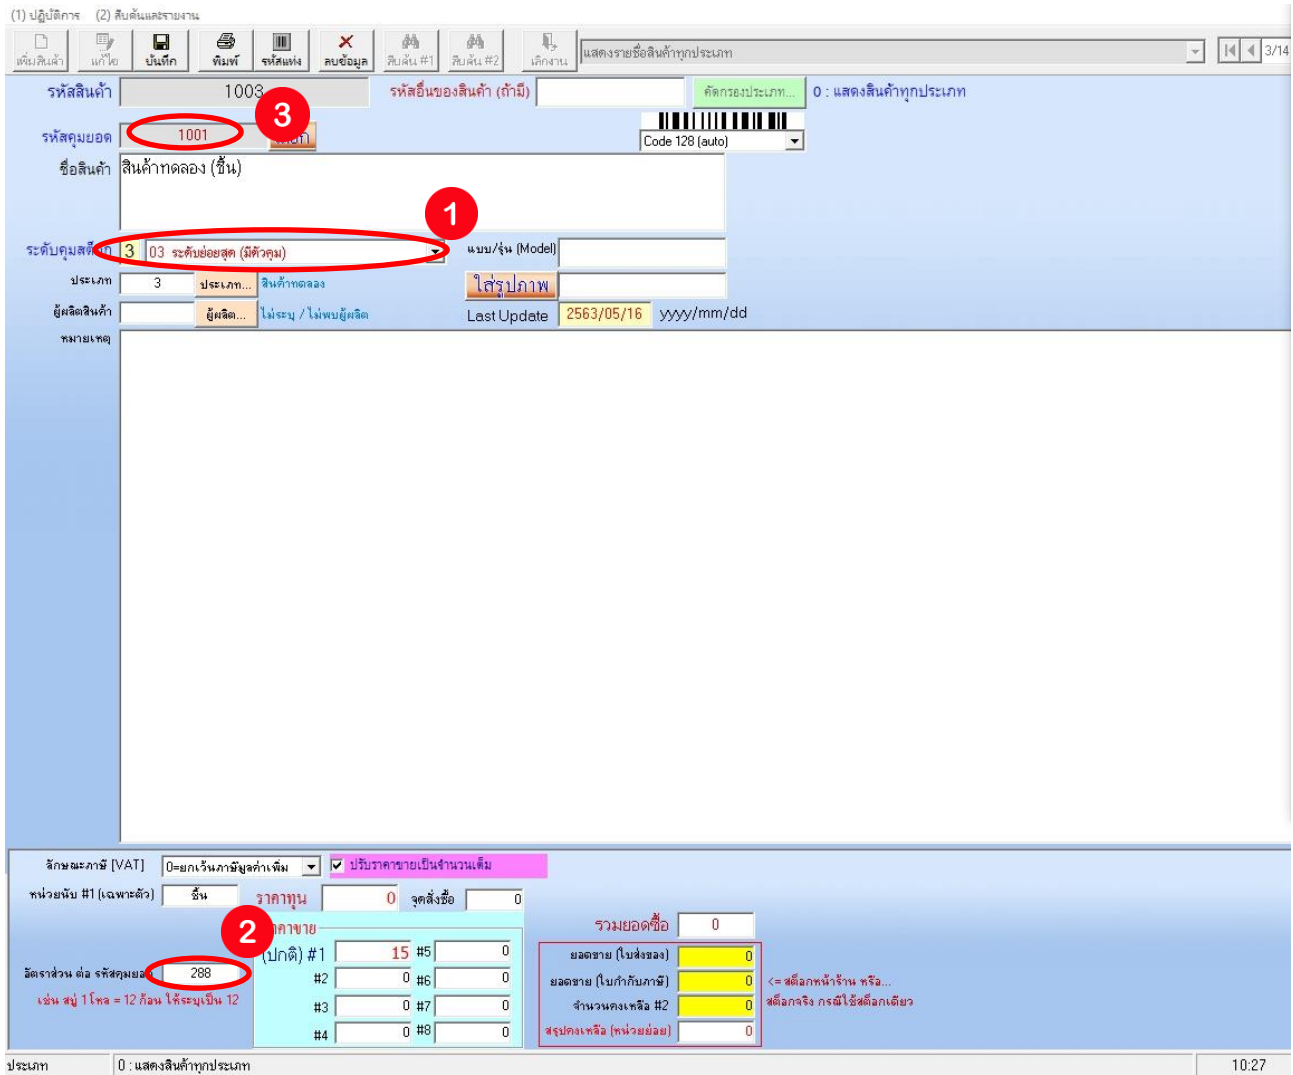 (1) ปฏิบัติการ (2) สืบค้นและรายงาน
เพิ่มสินค้า แก้ไข บันทึก พิมพ์ รหัสแท่ง ลบข้อมูล สืบค้น #1 สืบค้น #2 เลิกงาน แสดงรายชื่อสินค้าทุกประเภท 3/14
รหัสสินค้า 1003 รหัสอื่นของสินค้า (ถ้ามี) คัดกรองประเภท... 0 : แสดงสินค้าทุกประเภท
3
รหัสคุมยอด 1001 Code 128 (auto)
ชื่อสินค้า สินค้าทดลอง (ชิ้น)
1
ระดับคุมสต็อก 3 03 ระดับย่อยสุด (มีตัวคุม) แบบ/รุ่น (Model)
ประเภท 3 ประเภท... สินค้าทดลอง ใส่รูปภาพ
ผู้ผลิตสินค้า ผู้ผลิต... ไม่ระบุ / ไม่พบผู้ผลิต Last Update 2563/05/16 yyyy/mm/dd
หมายเหตุ
ลักษณะภาษี [VAT] 0=ยกเว้นภาษีมูลค่าเพิ่ม ปรับราคาขายเป็นจำนวนเต็ม
หน่วยนับ #1 (เฉพาะตัว) ชิ้น ราคาทุน 0 จุดสั่งซื้อ 0
2 ราคาขาย รวมยอดซื้อ 0
(ปกติ) #1 15 #5 0 ยอดขาย (ใบส่งของ) 0
อัตราส่วน ต่อ รหัสคุมยอด 288 #2 0 #6 0 ยอดขาย (ใบกำกับภาษี) 0 <= สต็อกหน้าร้าน หรือ...
เช่น สบู่ 1 โหล = 12 ก้อน ให้ระบุเป็น 12 #3 0 #7 0 จำนวนคงเหลือ #2 0 สต็อกจริง กรณีใช้สต็อกเดียว
#4 0 #8 0 สรุปคงเหลือ (หน่วยย่อย) 0
ประเภท 0 : แสดงสินค้าทุกประเภท 10:27